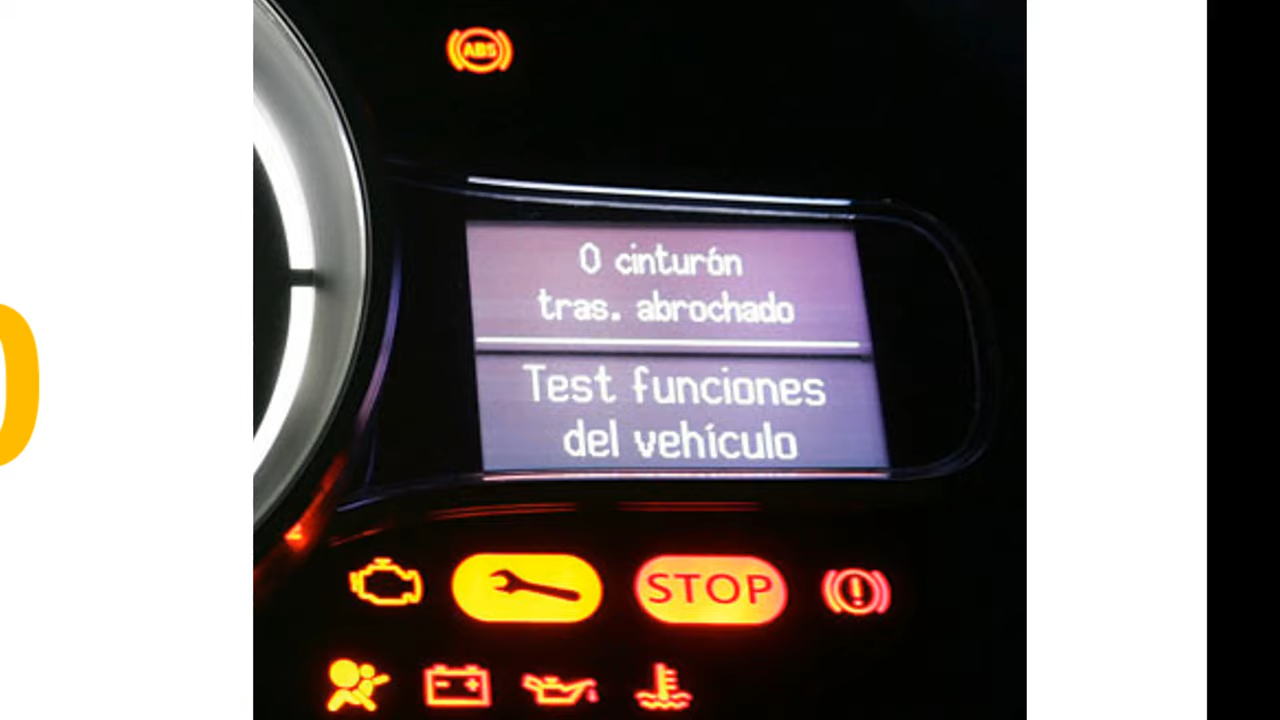 ABS
0 cinturón
tras. abrochado
Test funciones
del vehículo
STOP